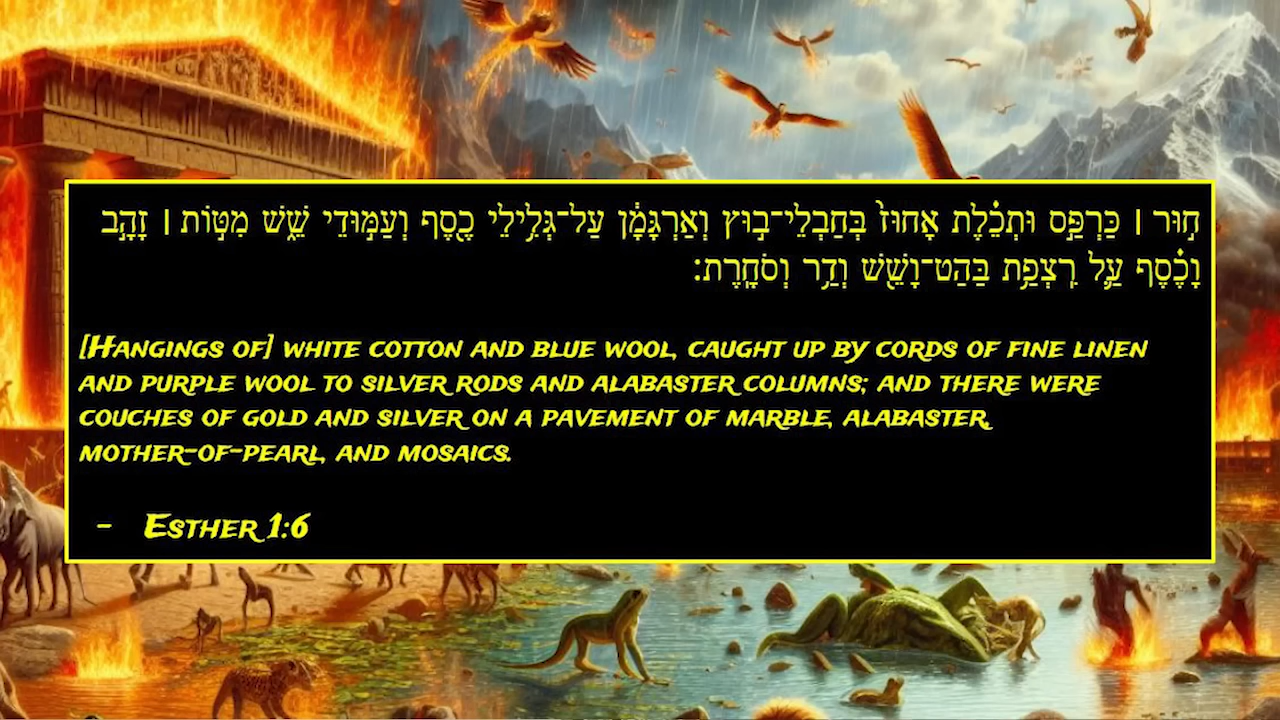 ח֣וּר ׀ כַּרְפַּ֣ס וּתְכֵ֗לֶת אָחוּז֙ בְּחַבְלֵי־ב֣וּץ וְאַרְגָּמָ֔ן עַל־גְּלִ֥ילֵי כֶ֖סֶף וְעַמּ֣וּדֵי שֵׁ֑שׁ מִטּ֣וֹת ׀ זָהָ֣ב
וָכֶ֗סֶף עַ֛ל רִֽצְפַ֥ת בַּהַט־וָשֵׁ֖שׁ וְדַ֥ר וְסֹחָֽרֶת׃
[Hangings of] white cotton and blue wool, caught up by cords of fine linen
and purple wool to silver rods and alabaster columns; and there were
couches of gold and silver on a pavement of marble, alabaster,
mother-of-pearl, and mosaics.
- Esther 1:6